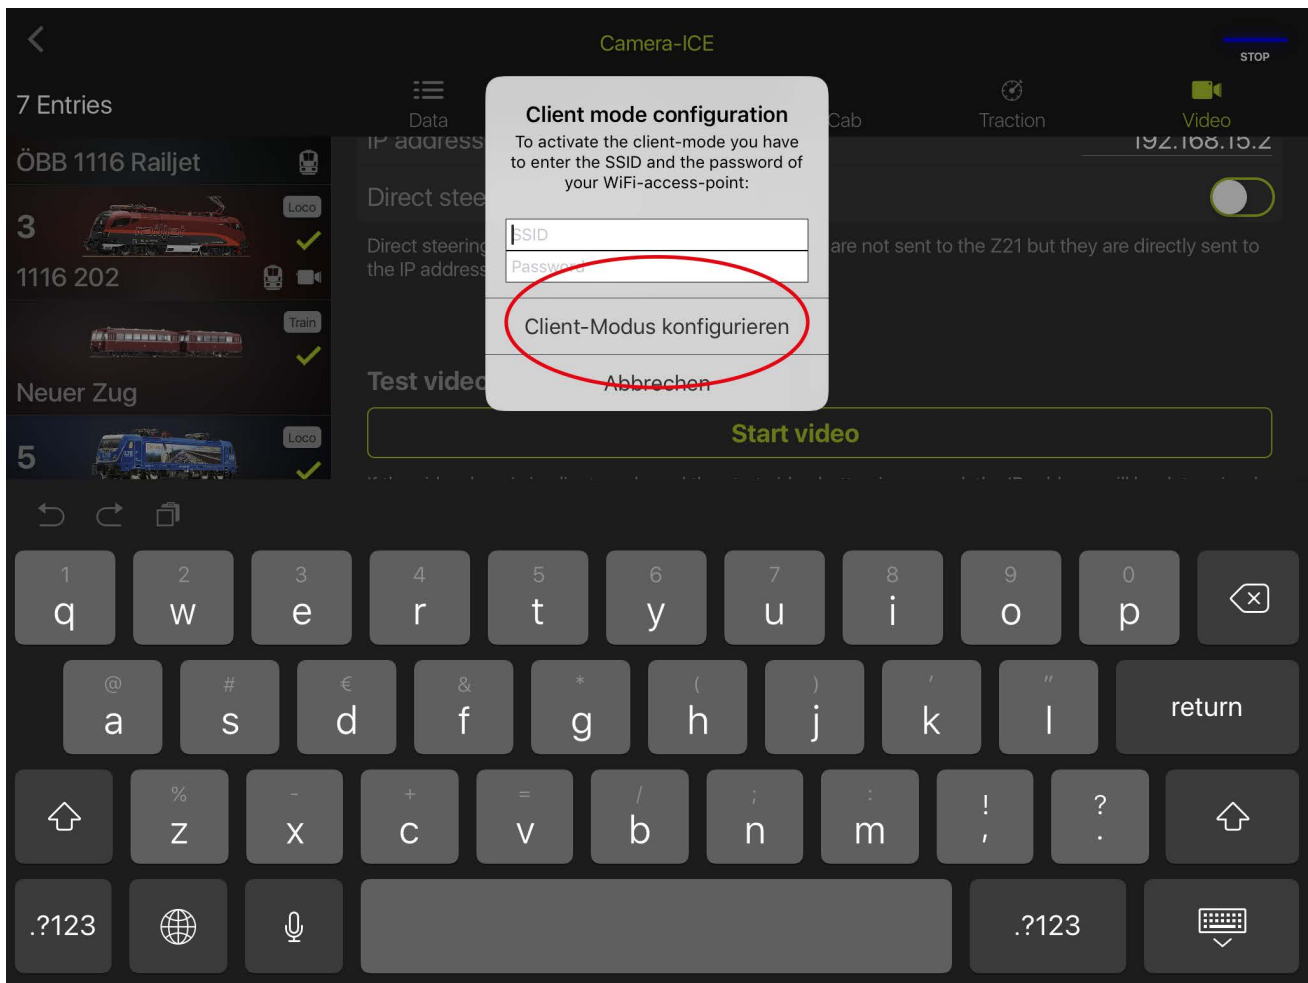 Camera-ICE
STOP
7 Entries
Data
Cab
Traction
Video
ÖBB 1116 Railjet
3
Loco
1116 202
Train
Neuer Zug
5
Loco
IP address
192.168.15.2
Direct stee
Direct steering
are not sent to the Z21 but they are directly sent to
the IP address
Test video
Start video
Client mode configuration
To activate the client-mode you have
to enter the SSID and the password of
your WiFi-access-point:
SSID
Password
Client-Modus konfigurieren
Abbrechen
1 2 3 4 5 6 7 8 9 0
q w e r t y u i o p
@ # € & * ( ) ' "
a s d f g h j k l return
% - + = / ; : ! ?
z x c v b n m , .
.?123 .?123